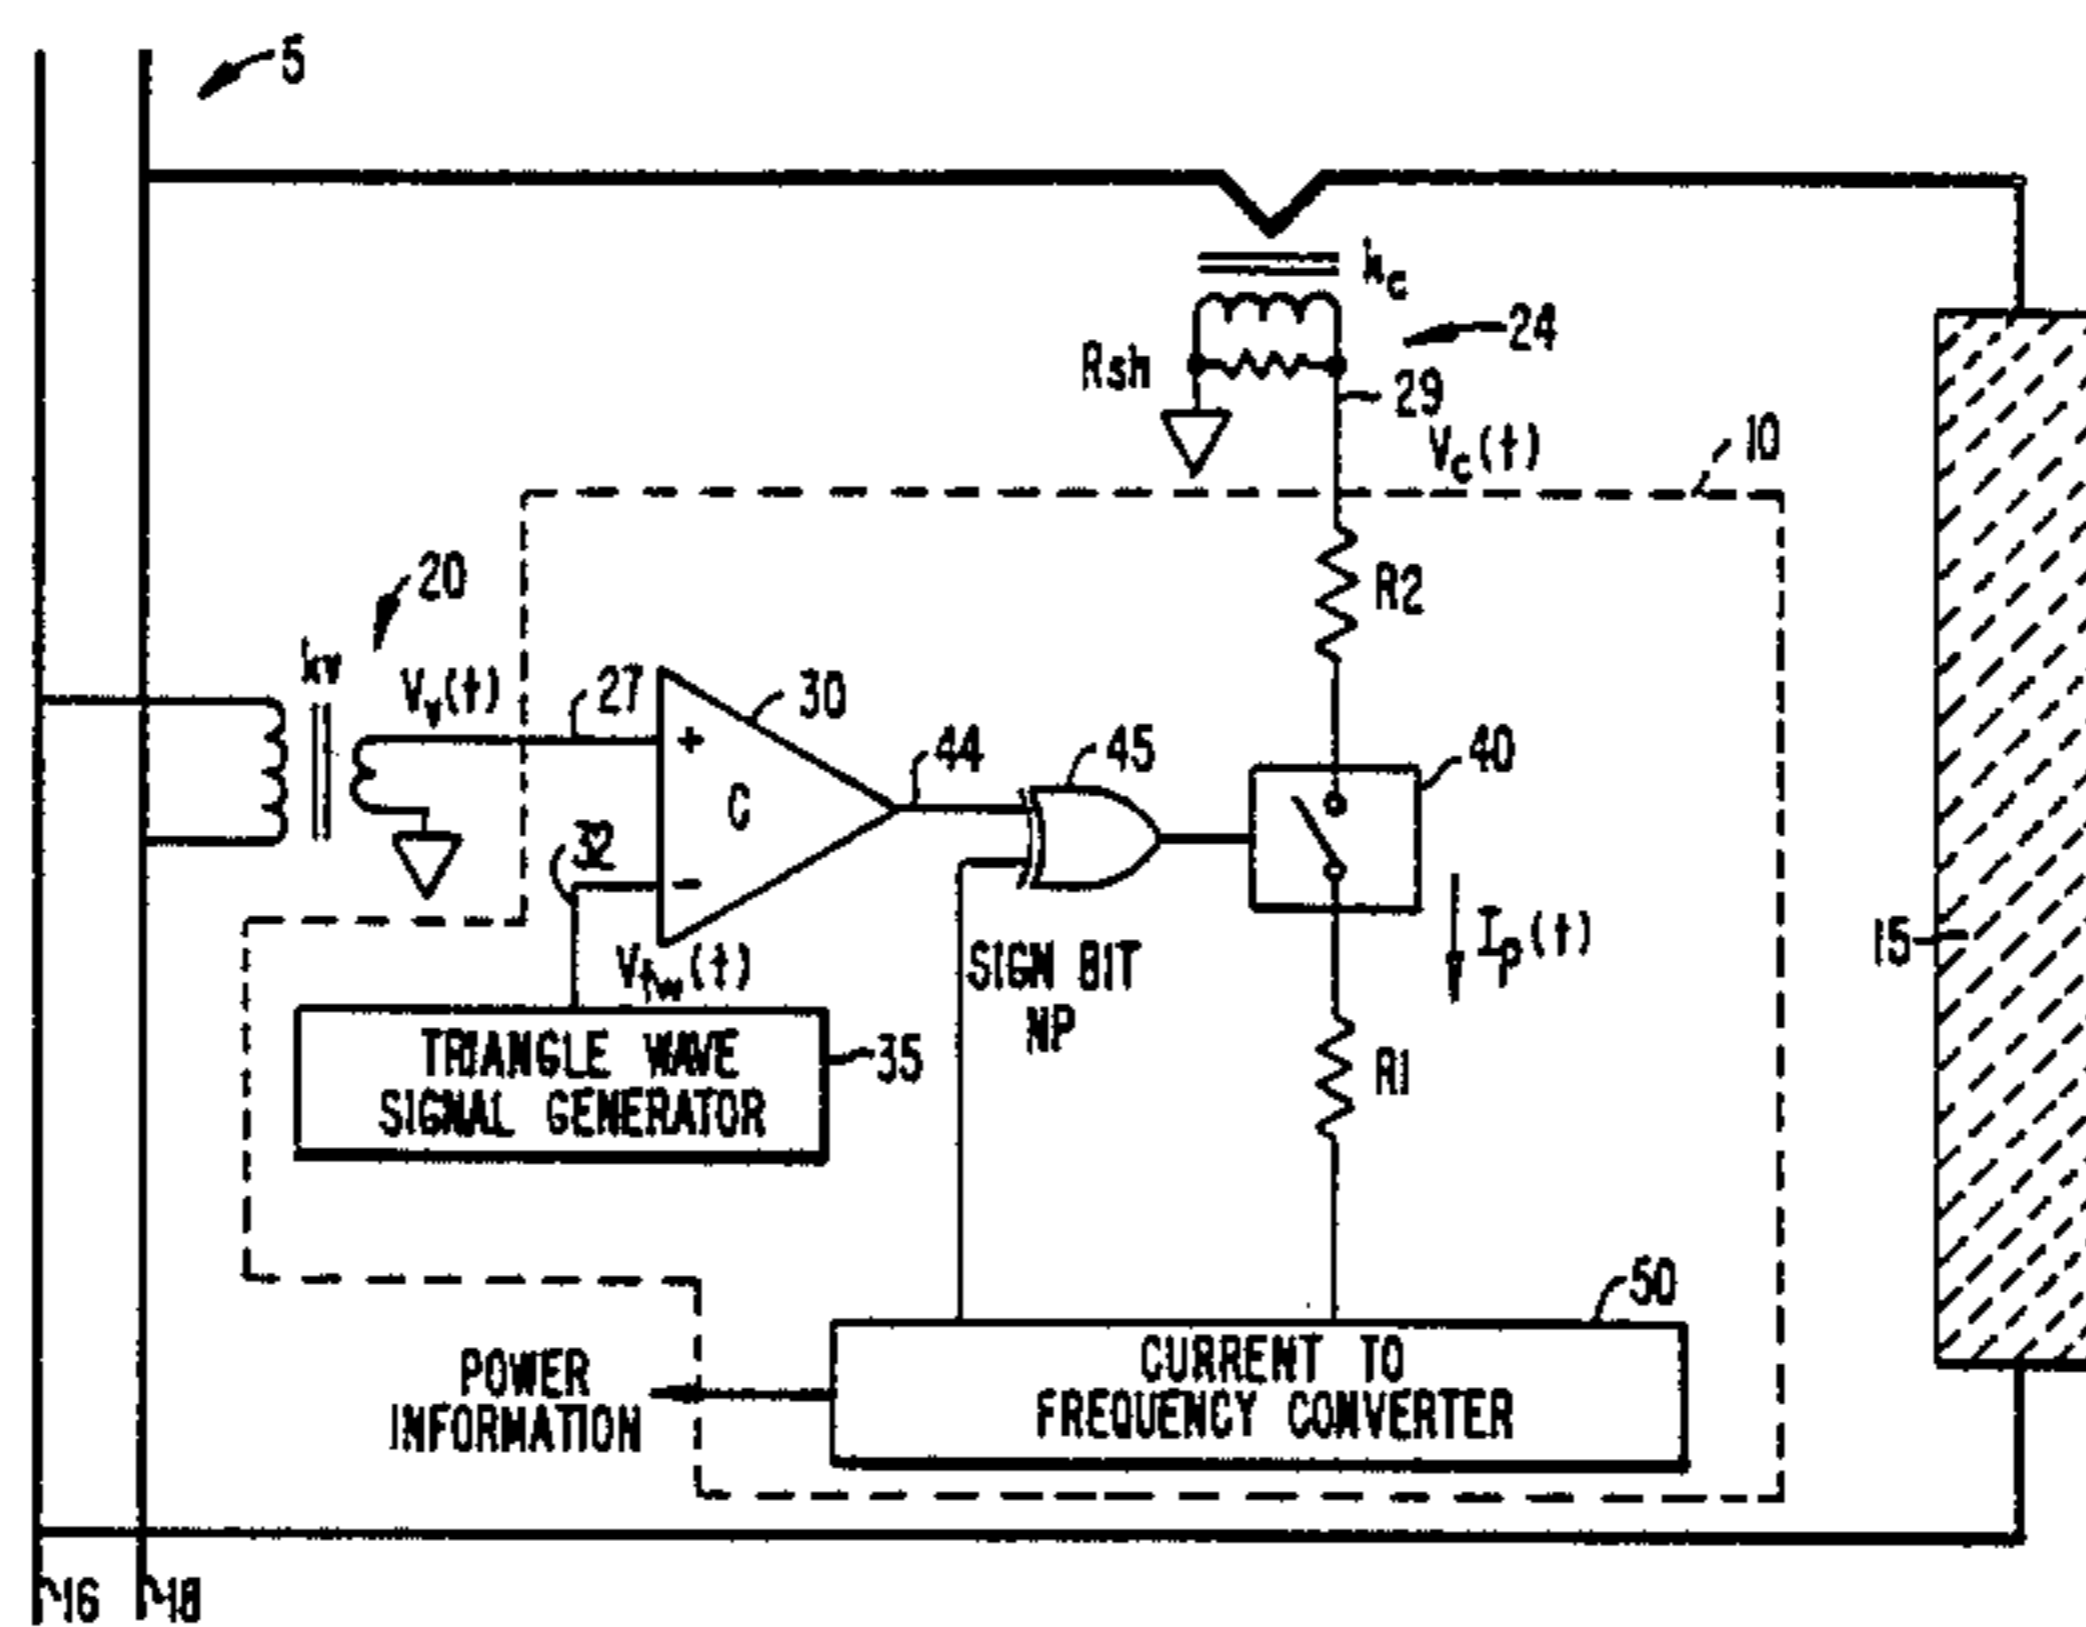 5
kc
24
Rsh
29
Vc(t)
10
20
R2
kv
Vv(t)
27
30
+
C
44
45
40
32
-
Vtw(t)
SIGN BIT
NP
Ip(t)
15
TRIANGLE WAVE
SIGNAL GENERATOR
35
R1
50
CURRENT TO
FREQUENCY CONVERTER
POWER
INFORMATION
16
18